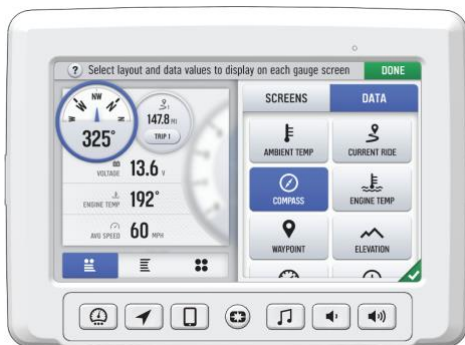 ? Select layout and data values to display on each gauge screen DONE
SCREENS DATA
NW
N W
325°
147.8 MI
TRIP 1
VOLTAGE 13.6 V
ENGINE TEMP 192°
AVG SPEED 60 MPH
AMBIENT TEMP CURRENT RIDE
COMPASS ENGINE TEMP
WAYPOINT ELEVATION